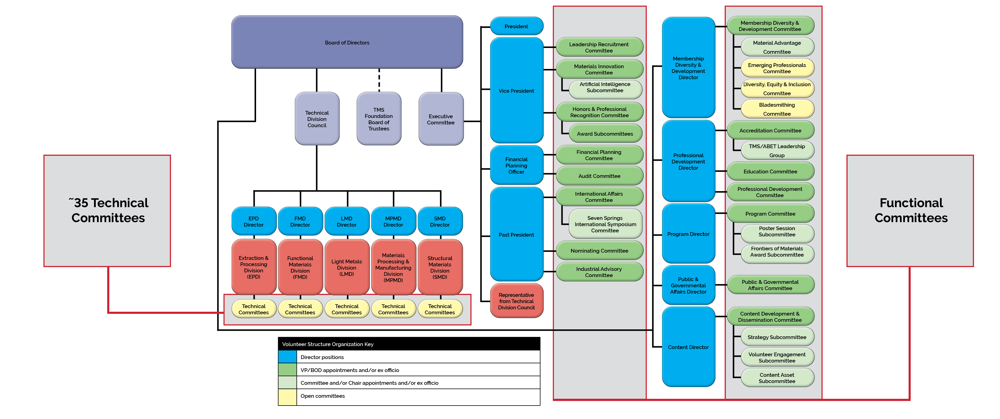 Board of Directors
Technical
Division
Council
TMS
Foundation
Board of
Trustees
Executive
Committee
~35 Technical
Committees
EPD
Director
FMD
Director
LMD
Director
MPMD
Director
SMD
Director
Extraction &
Processing
Division
(EPD)
Functional
Materials
Division
(FMD)
Light Metals
Division
(LMD)
Materials
Processing &
Manufacturing
Division
(MPMD)
Structural
Materials
Division
(SMD)
Technical
Committees
Technical
Committees
Technical
Committees
Technical
Committees
Technical
Committees
President
Vice President
Financial
Planning
Officer
Past President
Representative
from Technical
Division Council
Leadership Recruitment
Committee
Materials Innovation
Committee
Artificial Intelligence
Subcommittee
Honors & Professional
Recognition Committee
Award Subcommittees
Financial Planning
Committee
Audit Committee
International Affairs
Committee
Seven Springs
International Symposium
Committee
Nominating Committee
Industrial Advisory
Committee
Membership
Diversity &
Development
Director
Professional
Development
Director
Program Director
Public &
Governmental
Affairs Director
Content Director
Membership Diversity &
Development Committee
Material Advantage
Committee
Emerging Professionals
Committee
Diversity, Equity & Inclusion
Committee
Bladesmithing
Committee
Accreditation Committee
TMS/ABET Leadership
Group
Education Committee
Professional Development
Committee
Program Committee
Poster Session
Subcommittee
Frontiers of Materials
Award Subcommittee
Public & Governmental
Affairs Committee
Content Development &
Dissemination Committee
Strategy Subcommittee
Volunteer Engagement
Subcommittee
Content Asset
Subcommittee
Functional
Committees
Volunteer Structure Organization Key
Director positions
VP/BOD appointments and/or ex officio
Committee and/or Chair appointments and/or ex officio
Open committees